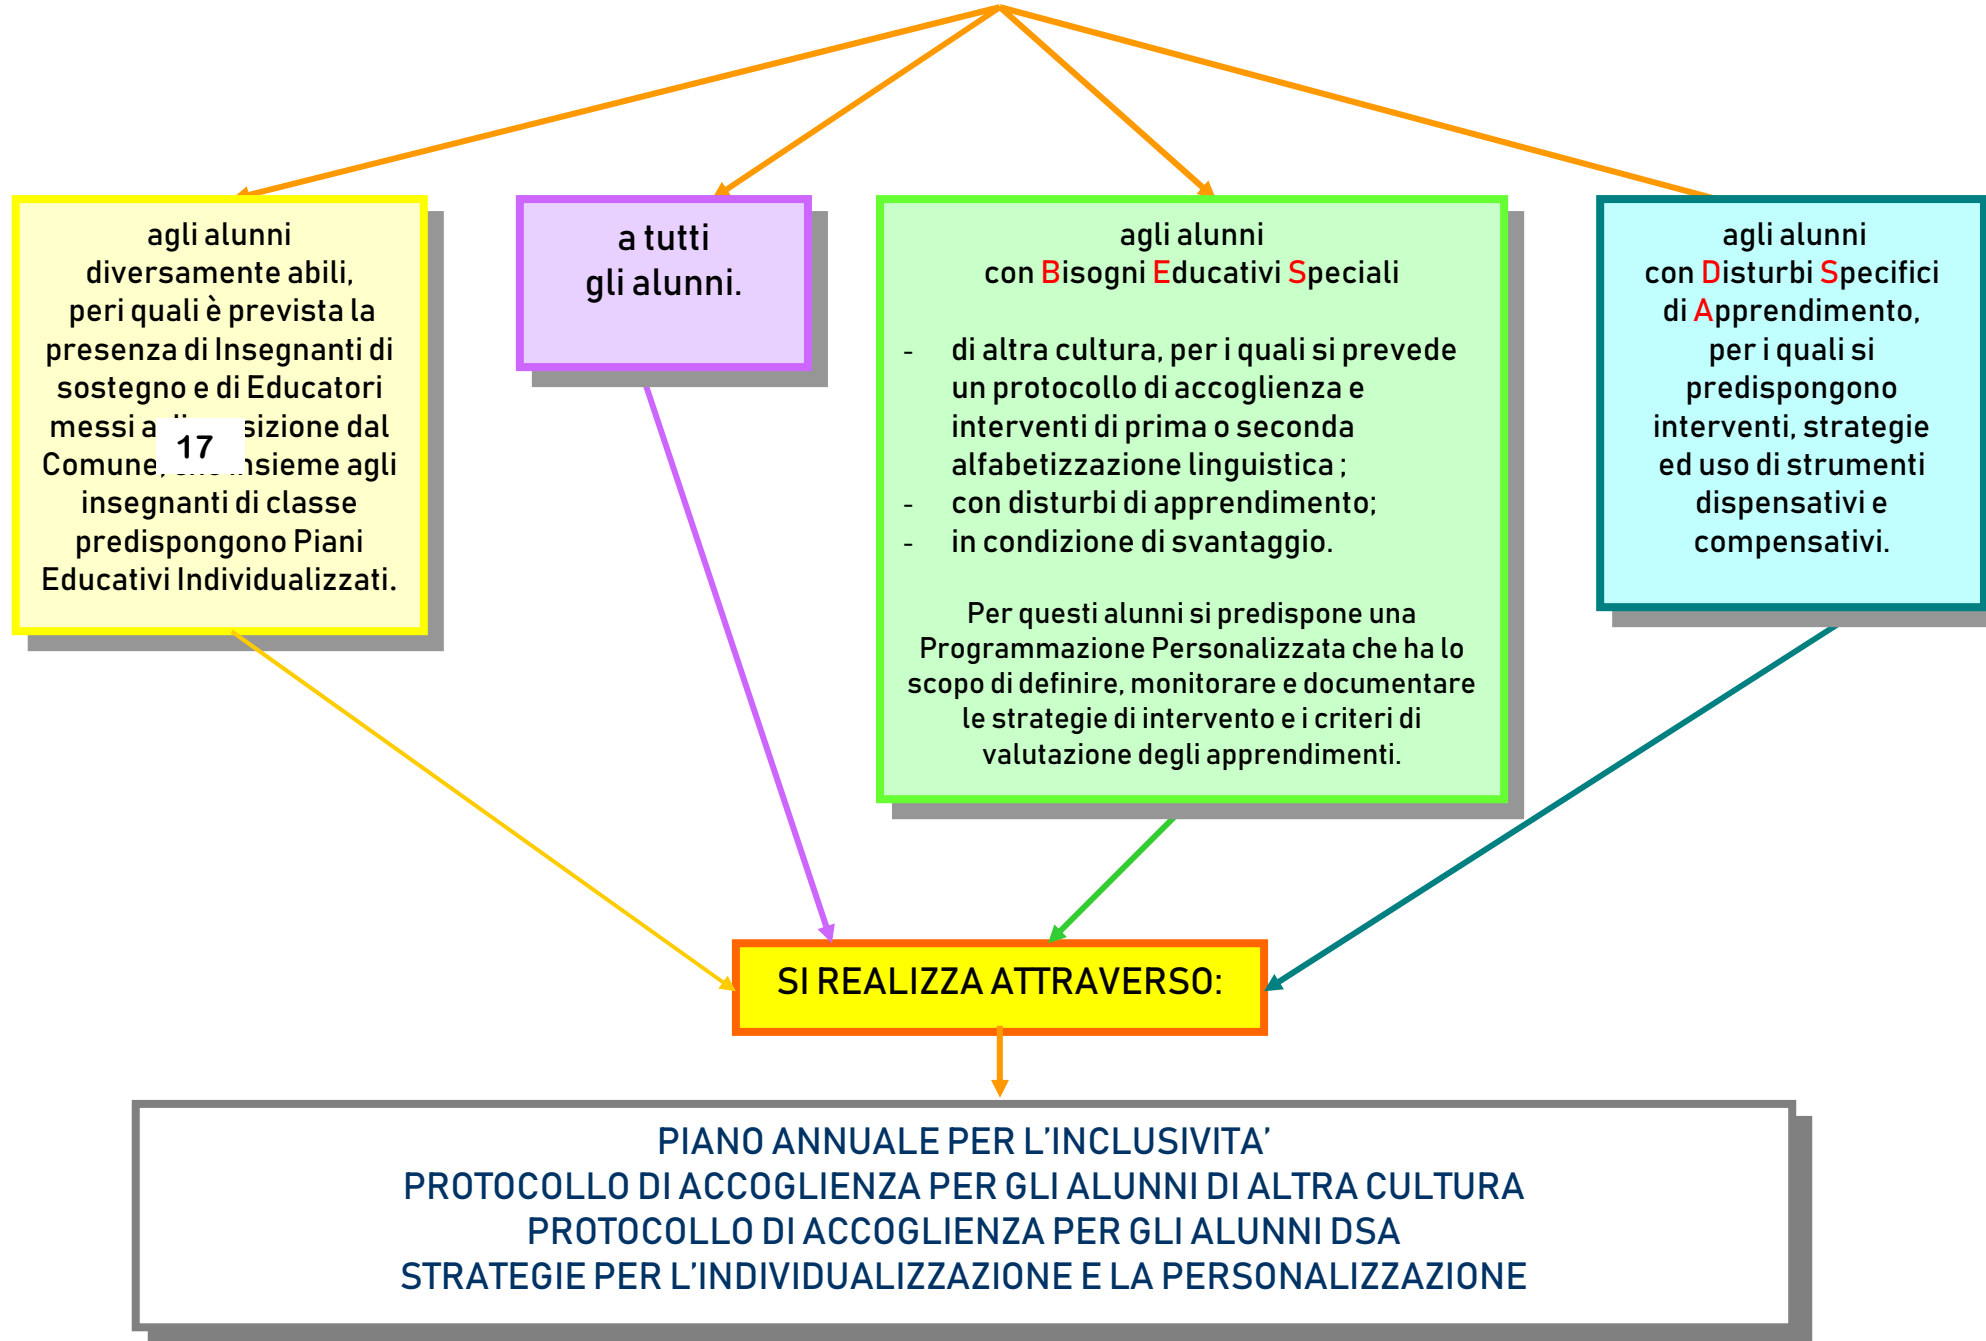 agli alunni
diversamente abili,
peri quali è prevista la
presenza di Insegnanti di
sostegno e di Educatori
messi a sizione dal
Comune, insieme agli
insegnanti di classe
predispongono Piani
Educativi Individualizzati.
17
a tutti
gli alunni.
agli alunni
con Bisogni Educativi Speciali
- di altra cultura, per i quali si prevede
un protocollo di accoglienza e
interventi di prima o seconda
alfabetizzazione linguistica ;
- con disturbi di apprendimento;
- in condizione di svantaggio.
Per questi alunni si predispone una
Programmazione Personalizzata che ha lo
scopo di definire, monitorare e documentare
le strategie di intervento e i criteri di
valutazione degli apprendimenti.
agli alunni
con Disturbi Specifici
di Apprendimento,
per i quali si
predispongono
interventi, strategie
ed uso di strumenti
dispensativi e
compensativi.
SI REALIZZA ATTRAVERSO:
PIANO ANNUALE PER L'INCLUSIVITA'
PROTOCOLLO DI ACCOGLIENZA PER GLI ALUNNI DI ALTRA CULTURA
PROTOCOLLO DI ACCOGLIENZA PER GLI ALUNNI DSA
STRATEGIE PER L'INDIVIDUALIZZAZIONE E LA PERSONALIZZAZIONE